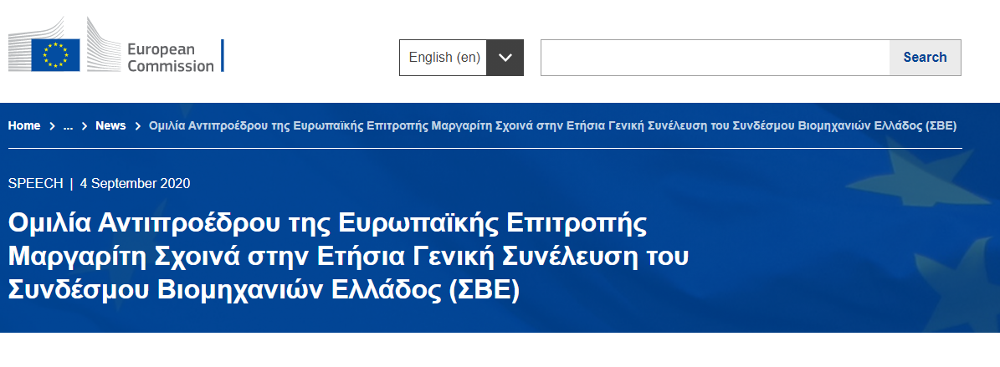 European
Commission
English (en)
Search
Home > ... > News > Ομιλία Αντιπροέδρου της Ευρωπαϊκής Επιτροπής Μαργαρίτη Σχοινά στην Ετήσια Γενική Συνέλευση του Συνδέσμου Βιομηχανιών Ελλάδος (ΣΒΕ)
SPEECH | 4 September 2020
Ομιλία Αντιπροέδρου της Ευρωπαϊκής Επιτροπής
Μαργαρίτη Σχοινά στην Ετήσια Γενική Συνέλευση του
Συνδέσμου Βιομηχανιών Ελλάδος (ΣΒΕ)